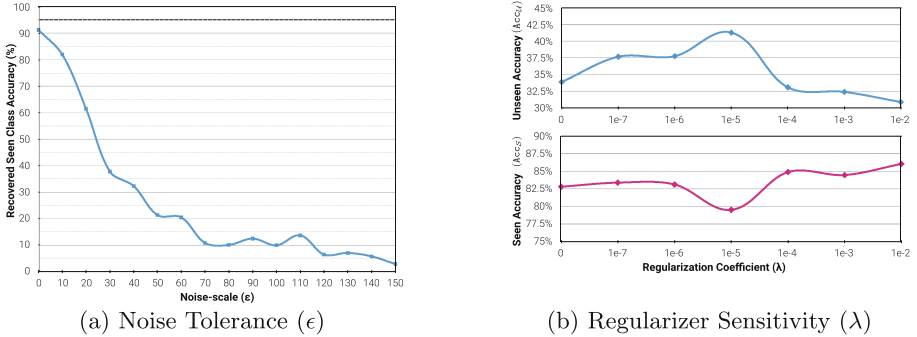 100
90
80
70
60
50
40
30
20
10
0
Recovered Seen Class Accuracy (%)
0 10 20 30 40 50 60 70 80 90 100 110 120 130 140 150
Noise-scale (ε)
(a) Noise Tolerance (ϵ)
45%
42.5%
40%
37.5%
35%
32.5%
30%
Unseen Accuracy (Acc𝒰)
0 1e-7 1e-6 1e-5 1e-4 1e-3 1e-2
90%
87.5%
85%
82.5%
80%
77.5%
75%
Seen Accuracy (Acc𝒮)
0 1e-7 1e-6 1e-5 1e-4 1e-3 1e-2
Regularization Coefficient (λ)
(b) Regularizer Sensitivity (λ)